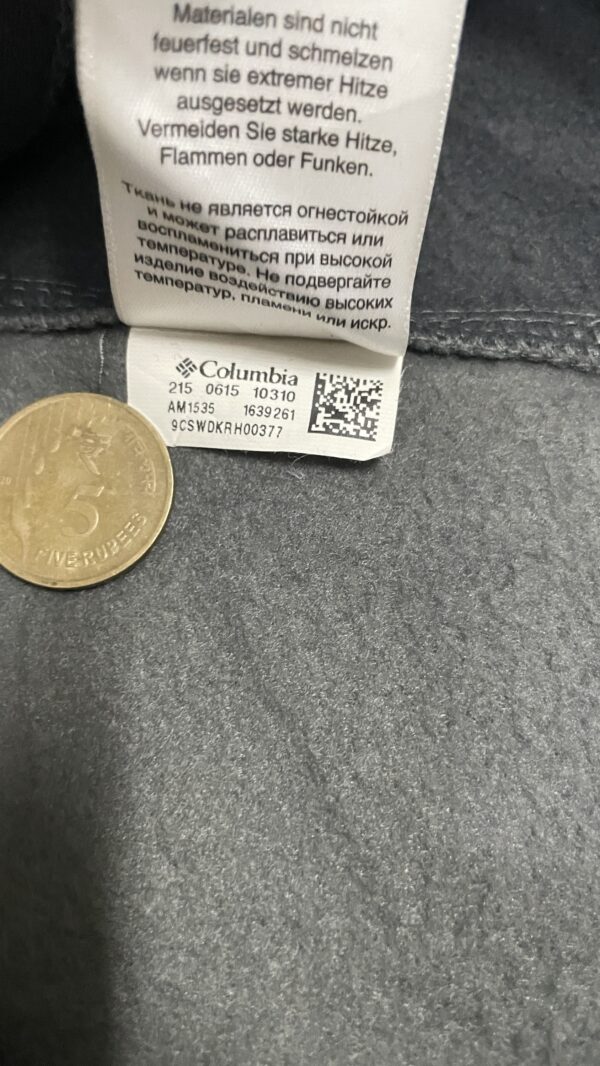 Materialen sind nicht
feuerfest und schmelzen
wenn sie extremer Hitze
ausgesetzt werden.
Vermeiden Sie starke Hitze,
Flammen oder Funken.
Ткань не является огнестойкой
и может расплавиться или
воспламениться при высокой
температуре. Не подвергайте
изделие воздействию высоких
температур, пламени или искр.
Columbia
215 0615 10310
AM1535 1639261
9CSWDKRH00377
₹
5
FIVE RUPEES